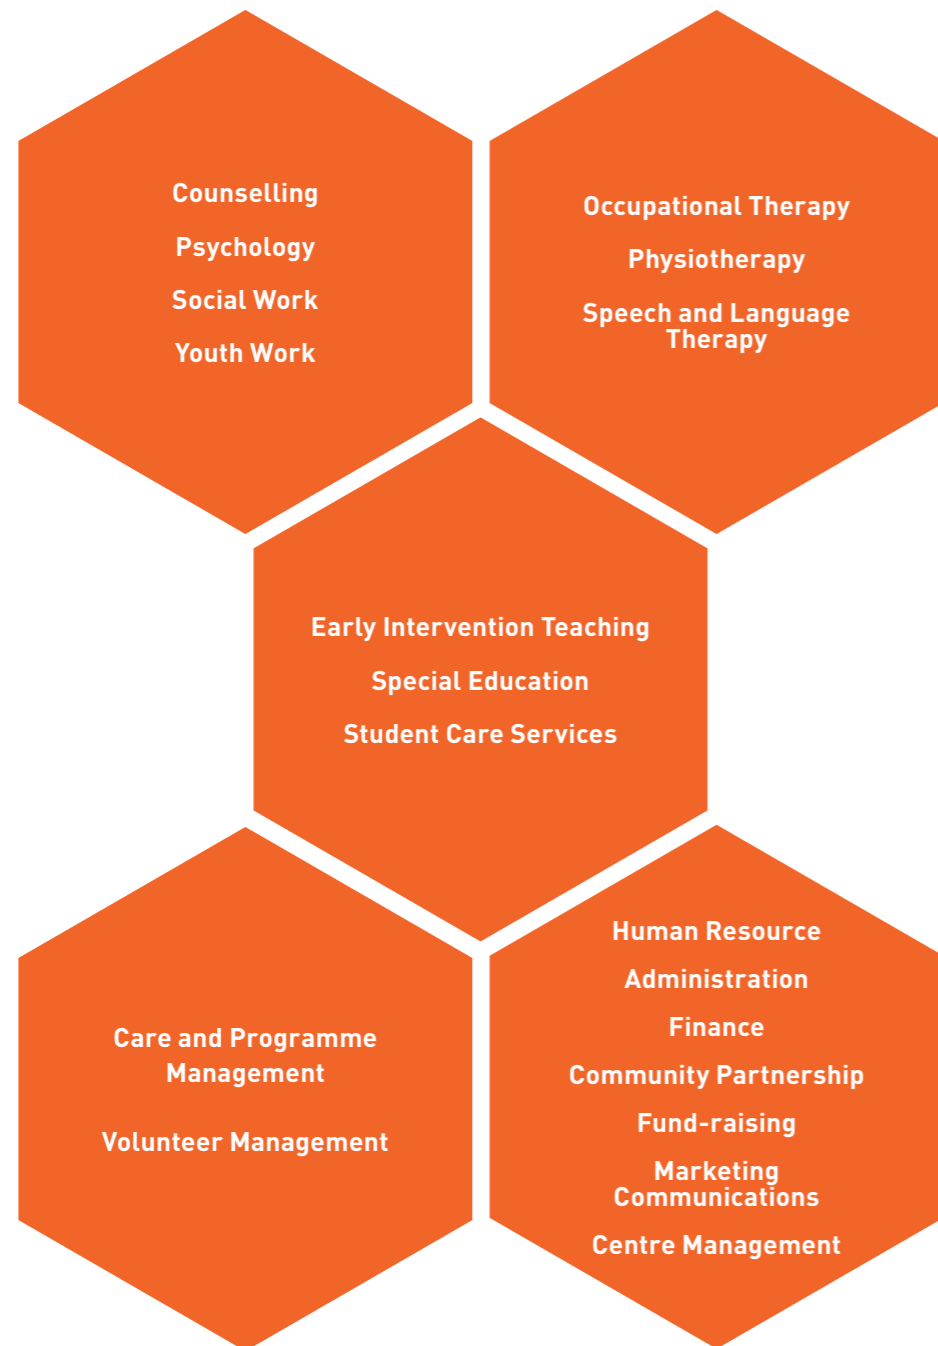 Counselling
Psychology
Social Work
Youth Work
Occupational Therapy
Physiotherapy
Speech and Language
Therapy
Early Intervention Teaching
Special Education
Student Care Services
Care and Programme
Management
Volunteer Management
Human Resource
Administration
Finance
Community Partnership
Fund-raising
Marketing
Communications
Centre Management